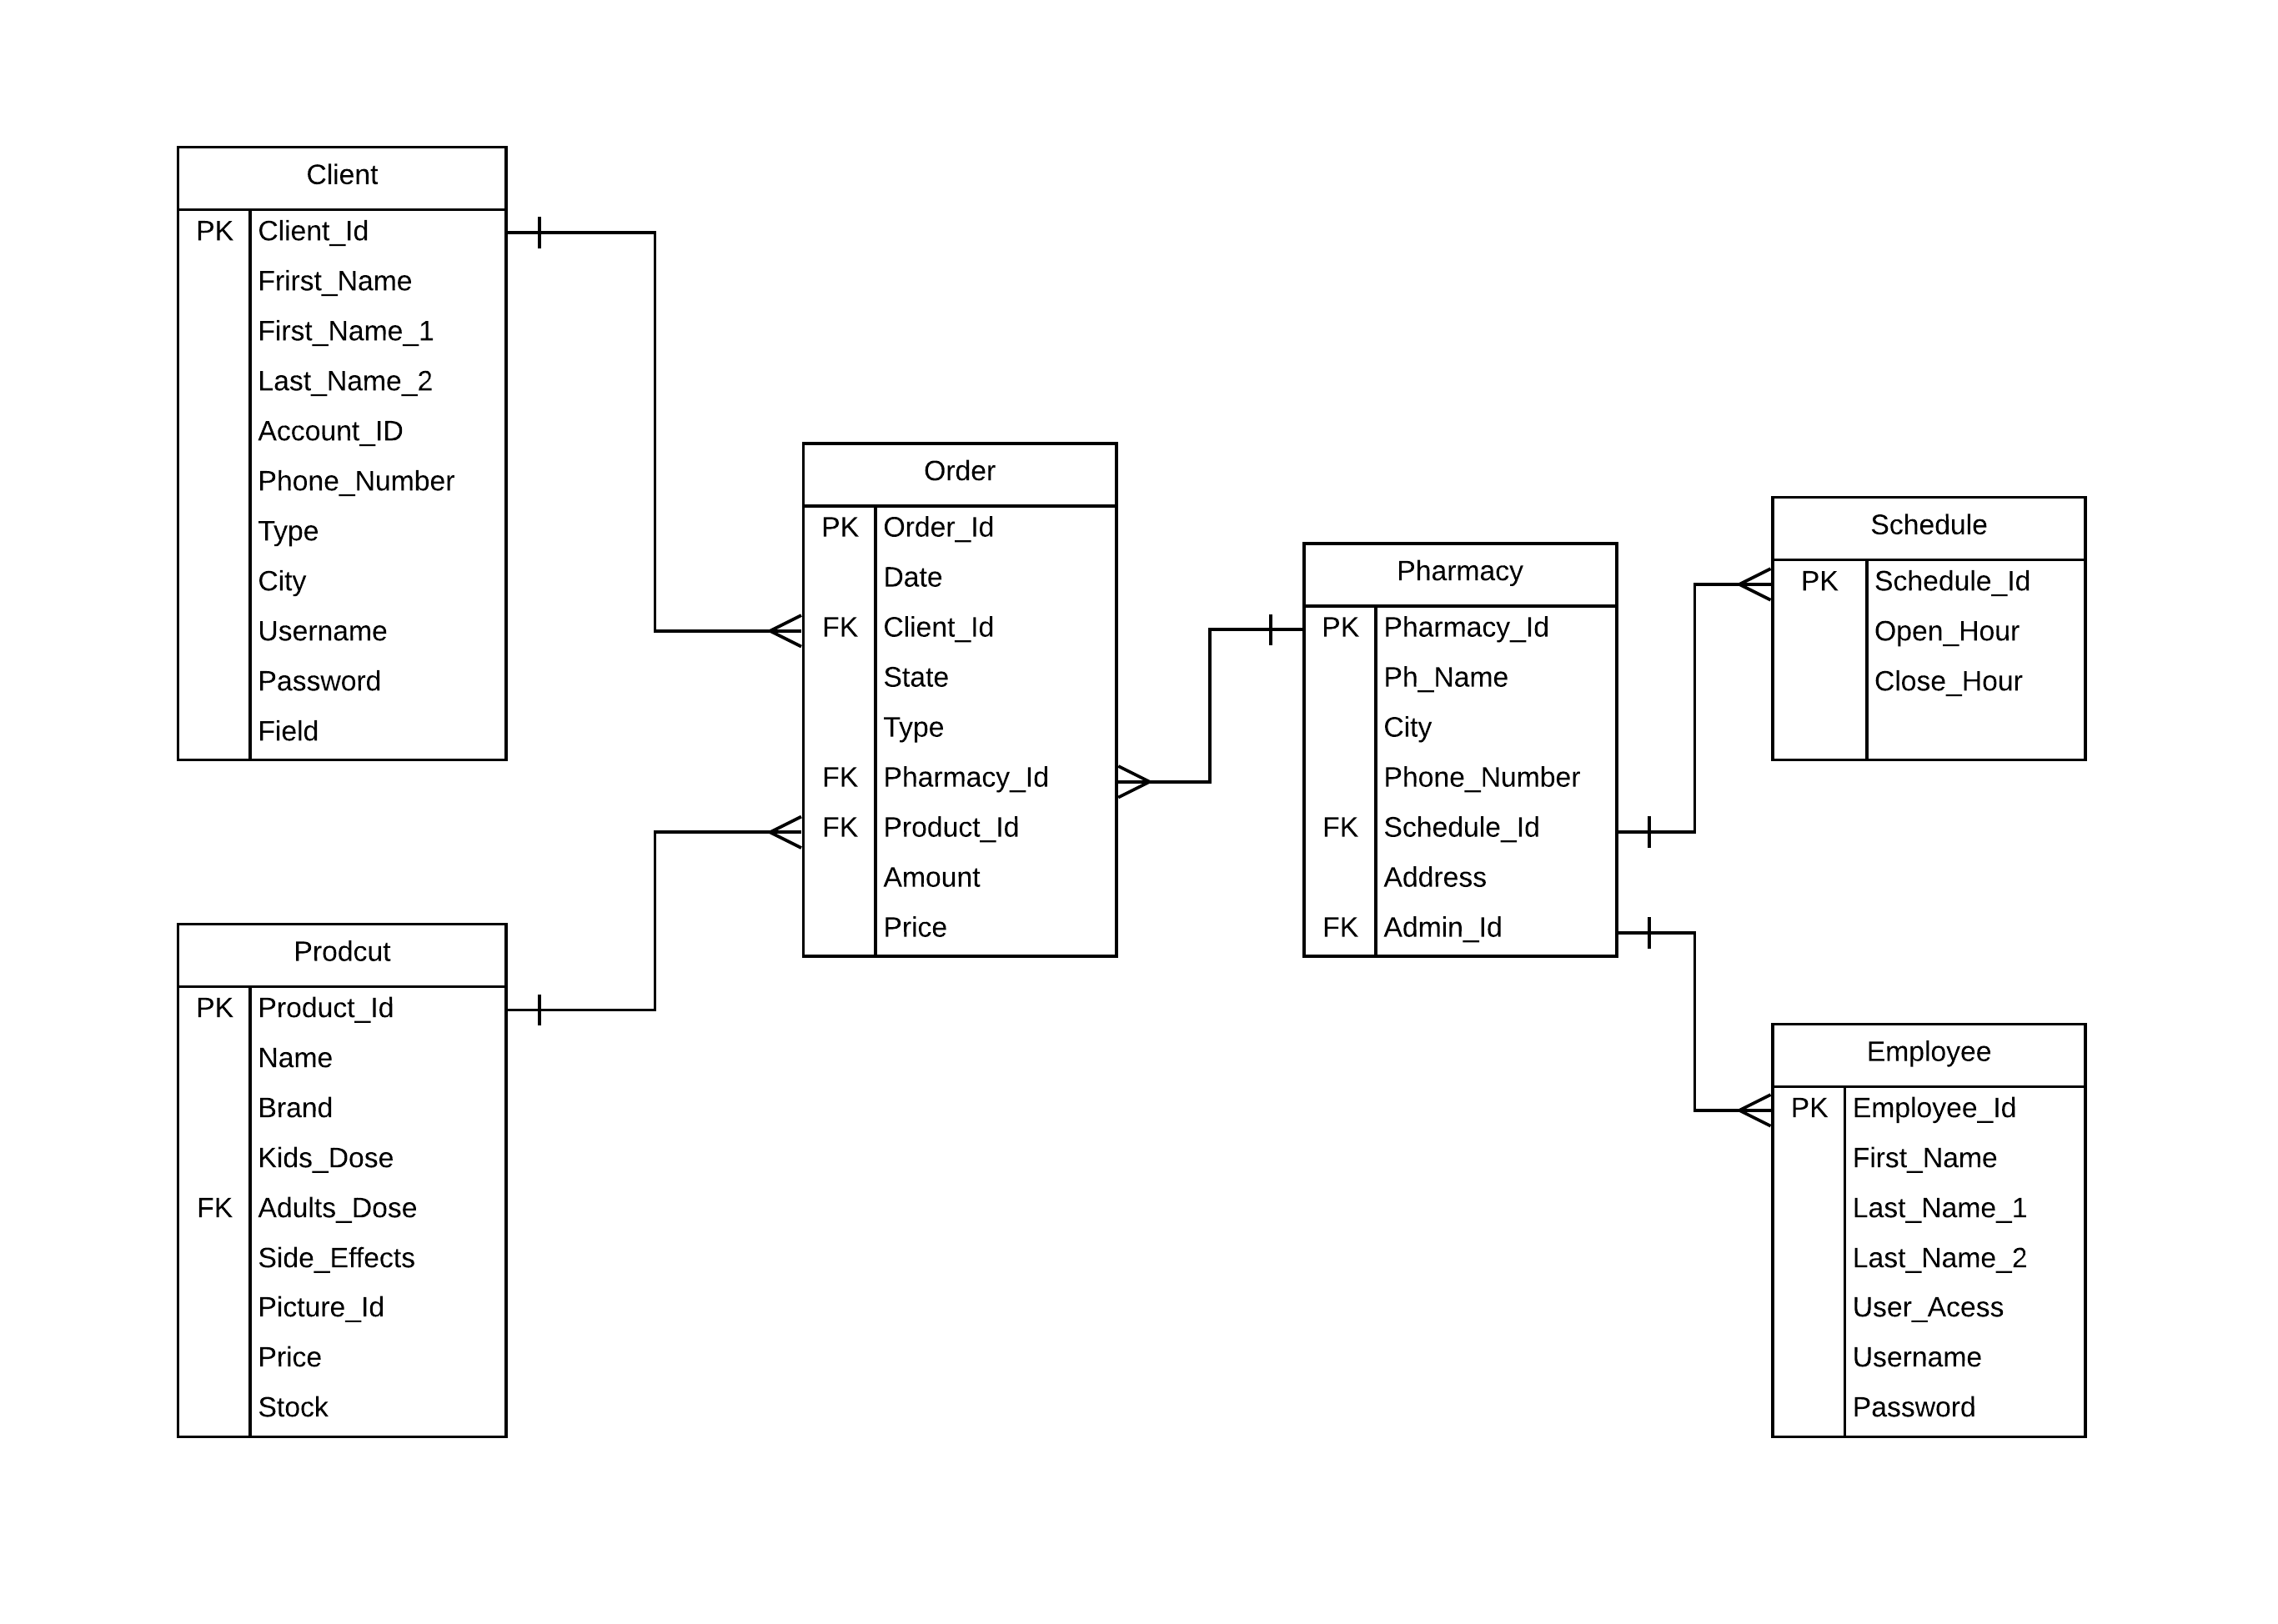 Client
PK Client_Id
Frirst_Name
First_Name_1
Last_Name_2
Account_ID
Phone_Number
Type
City
Username
Password
Field
Order
PK Order_Id
Date
FK Client_Id
State
Type
FK Pharmacy_Id
FK Product_Id
Amount
Price
Pharmacy
PK Pharmacy_Id
Ph_Name
City
Phone_Number
FK Schedule_Id
Address
FK Admin_Id
Schedule
PK Schedule_Id
Open_Hour
Close_Hour
Prodcut
PK Product_Id
Name
Brand
Kids_Dose
FK Adults_Dose
Side_Effects
Picture_Id
Price
Stock
Employee
PK Employee_Id
First_Name
Last_Name_1
Last_Name_2
User_Acess
Username
Password